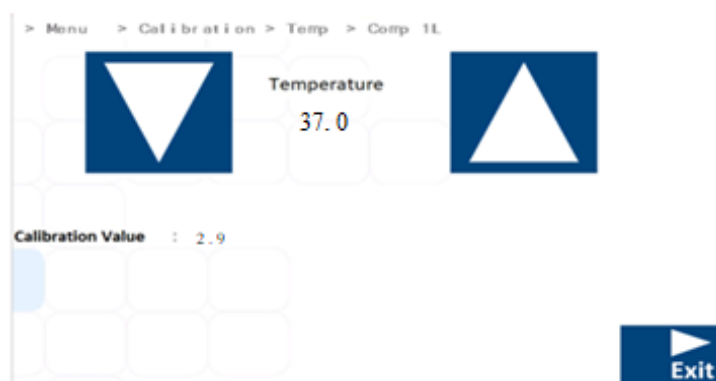 > Menu > Calibration > Temp > Comp 1L
Temperature
37.0
Calibration Value : 2.9
Exit